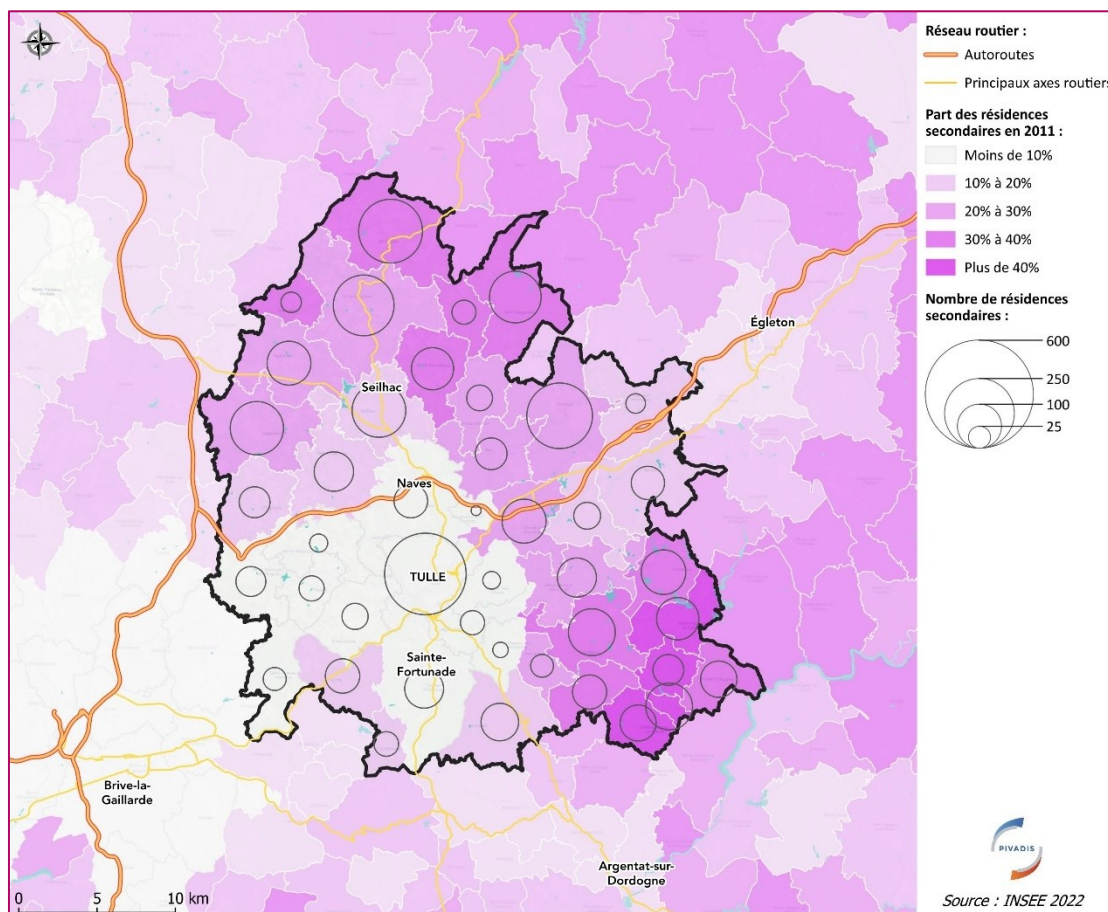 Réseau routier :
Autoroutes
Principaux axes routiers
Part des résidences
secondaires en 2011 :
Moins de 10%
10% à 20%
20% à 30%
30% à 40%
Plus de 40%
Nombre de résidences
secondaires :
600
250
100
25
Égleton
Seilhac
Naves
TULLE
Sainte-
Fortunade
Brive-la-
Gaillarde
Argentat-sur-
Dordogne
0 5 10 km
PIVADIS
Source : INSEE 2022